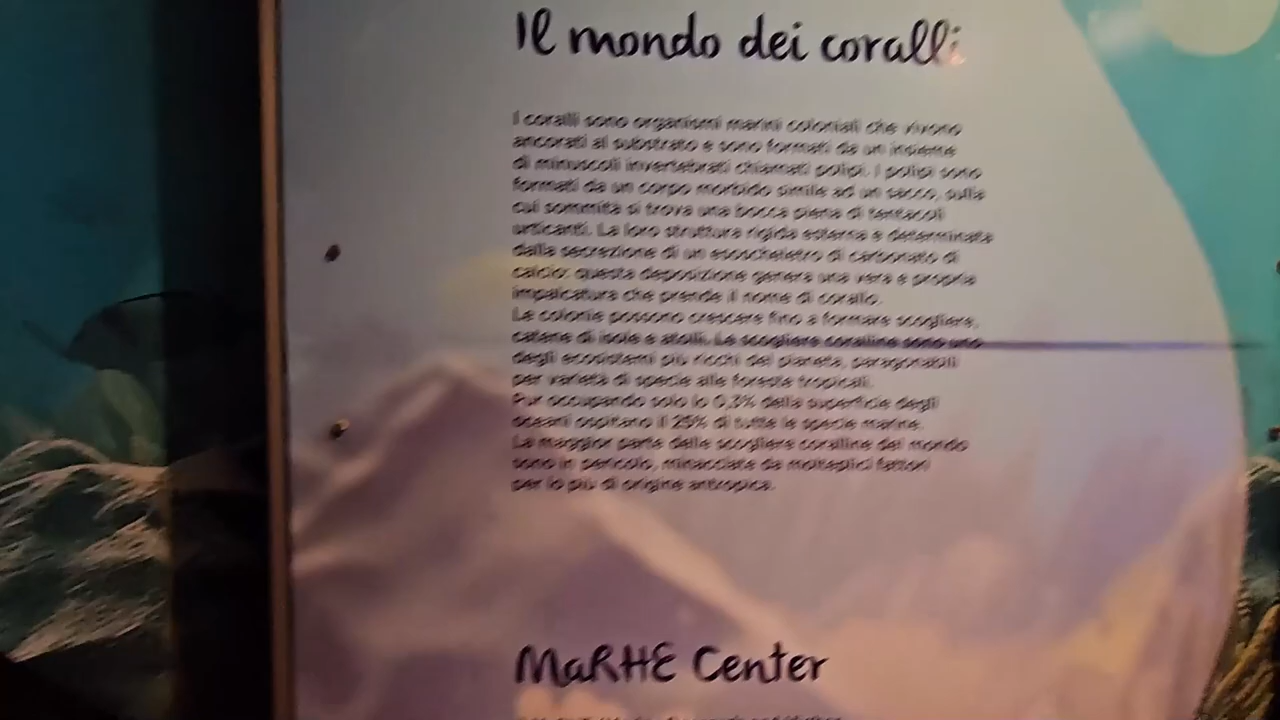 Il mondo dei coralli
I coralli sono organismi marini coloniali che vivono
ancorati al substrato e sono formati da un insieme
di minuscoli invertebrati chiamati polipi. I polipi sono
formati da un corpo morbido simile ad un sacco, sulla
cui sommità si trova una bocca piena di tentacoli
urticanti. La loro struttura rigida esterna è determinata
dalla secrezione di un esoscheletro di carbonato di
calcio: questa deposizione genera una vera e propria
impalcatura che prende il nome di corallo.
Le colonie possono crescere fino a formare scogliere,
catene di isole e atolli. Le scogliere coralline sono uno
degli ecosistemi più ricchi del pianeta, paragonabili
per varietà di specie alle foreste tropicali.
Pur occupando solo lo 0,2% della superficie degli
oceani ospitano il 25% di tutte le specie marine.
La maggior parte delle scogliere coralline del mondo
sono in pericolo, minacciate da molteplici fattori
per lo più di origine antropica.
MaRHE Center